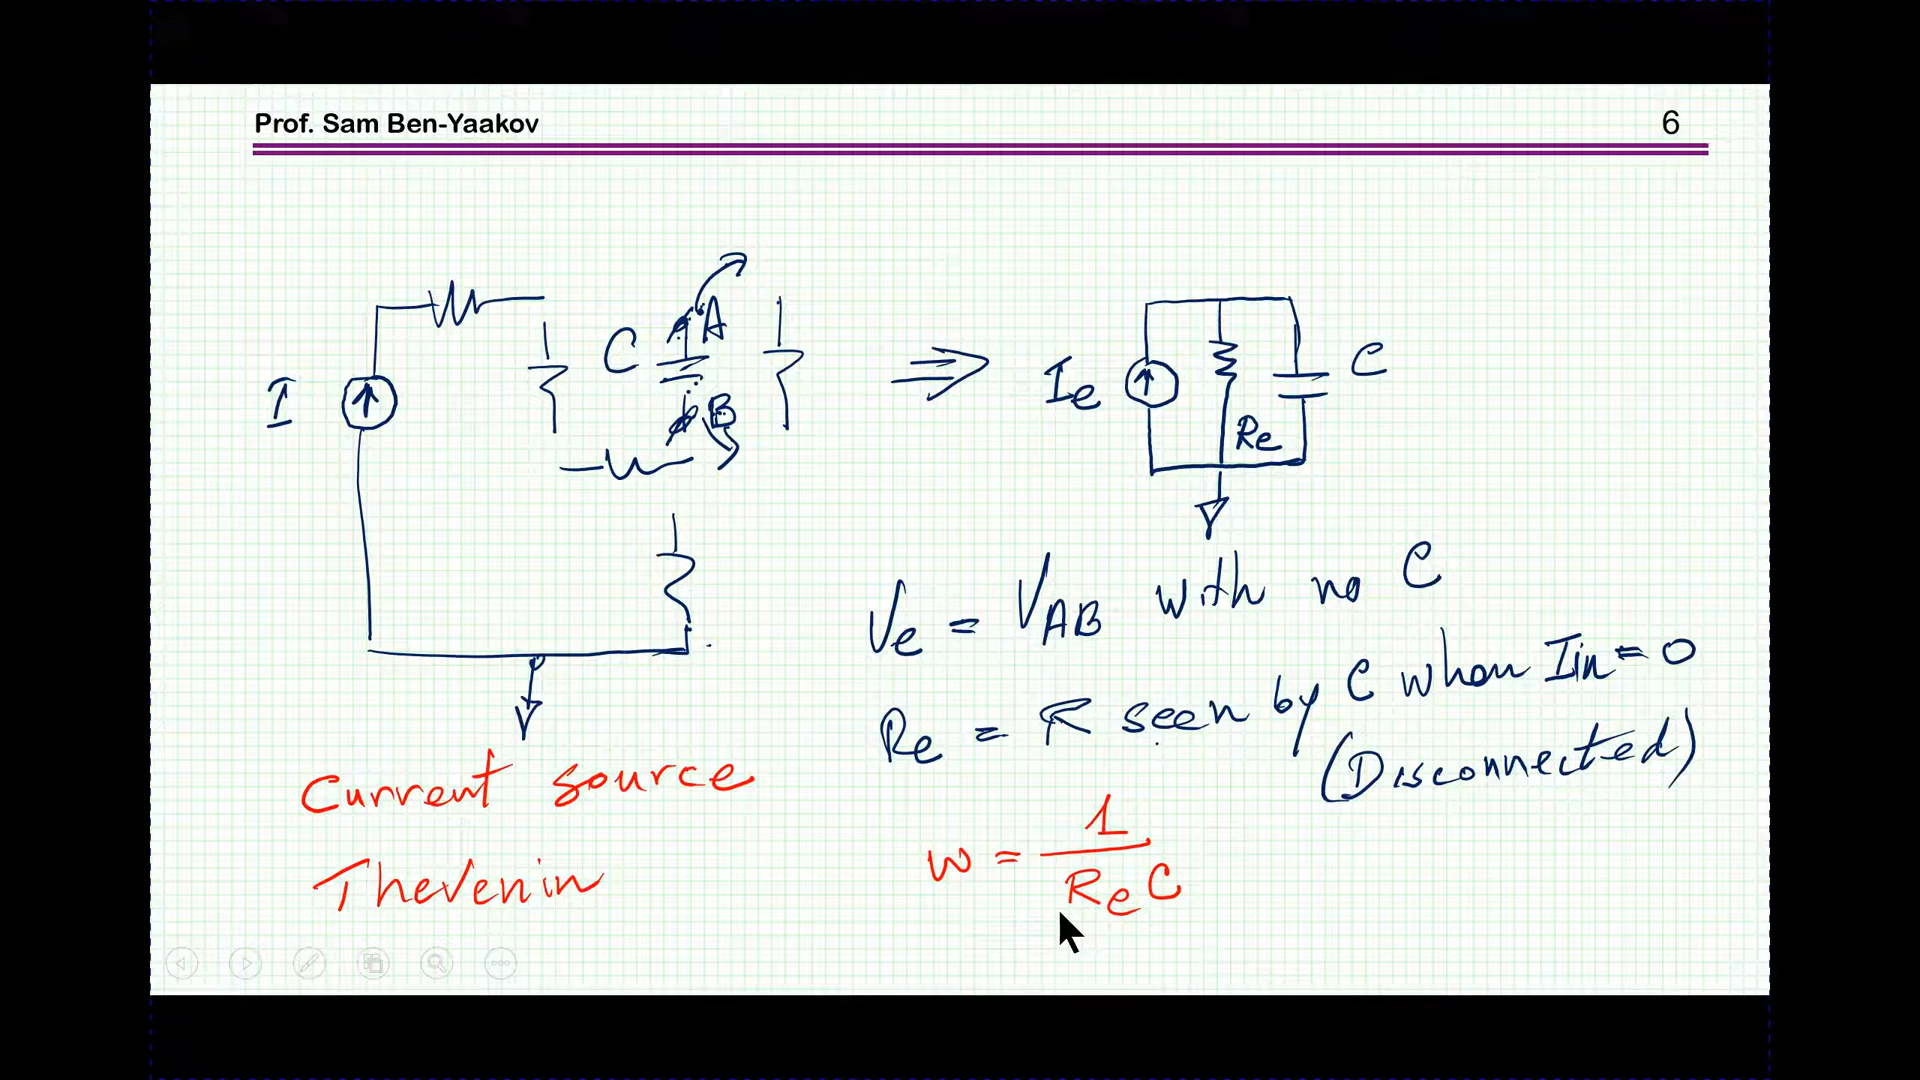 Prof. Sam Ben-Yaakov
6
I
C
A
B
Ie
Re
C
Ve = VAB with no C
Re = R seen by C when Iin = 0
(Disconnected)
Current source
Thevenin
w = 1
ReC